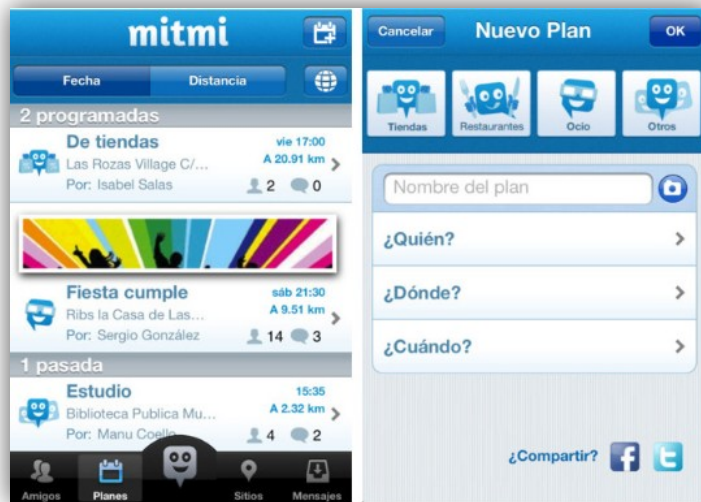 mitmi
Fecha
Distancia
2 programadas
De tiendas
vie 17:00
Las Rozas Village C/...
A 20.91 km
Por: Isabel Salas
2
0
Fiesta cumple
sáb 21:30
Ribs la Casa de Las...
A 9.51 km
Por: Sergio González
14
3
1 pasada
Estudio
15:35
Biblioteca Publica Mu...
A 2.32 km
Por: Manu Coello
4
2
Amigos
Planes
Sitios
Mensajes
Cancelar
Nuevo Plan
OK
Tiendas
Restaurantes
Ocio
Otros
Nombre del plan
¿Quién?
¿Dónde?
¿Cuándo?
¿Compartir?